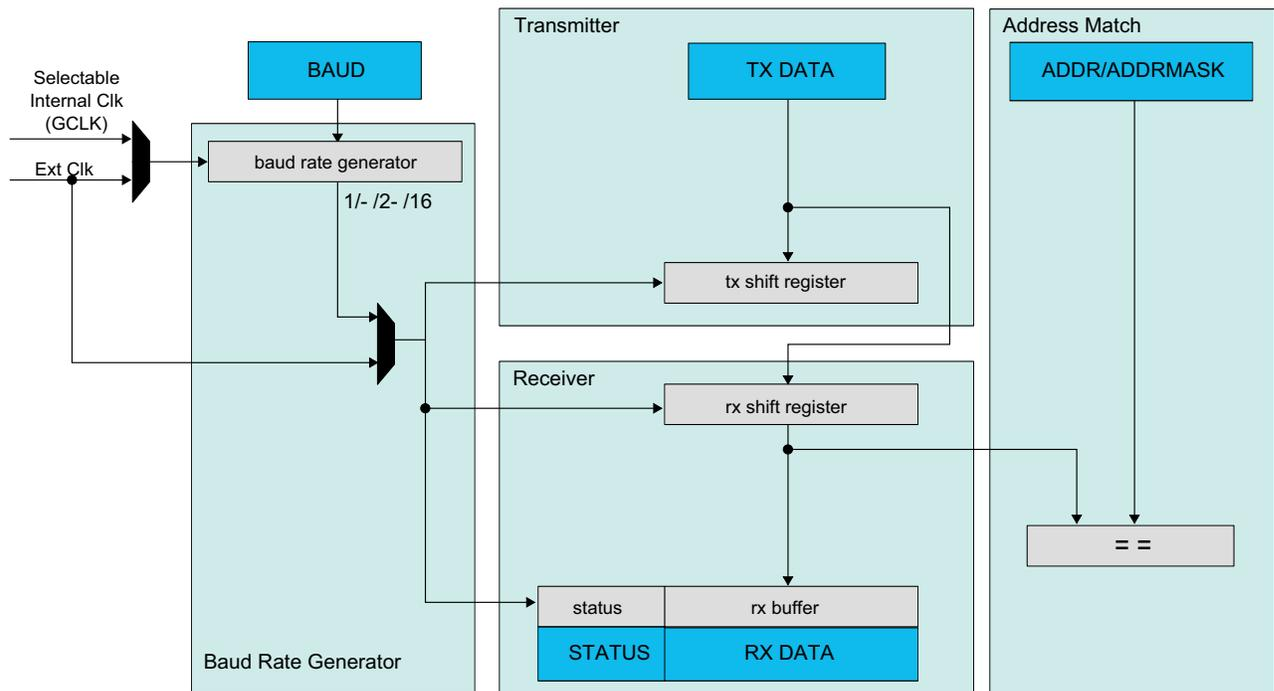 Transmitter
Address Match
BAUD
TX DATA
ADDR/ADDRMASK
Selectable
Internal Clk
(GCLK)
Ext Clk
baud rate generator
1/- /2- /16
tx shift register
Receiver
rx shift register
= =
status
rx buffer
STATUS
RX DATA
Baud Rate Generator